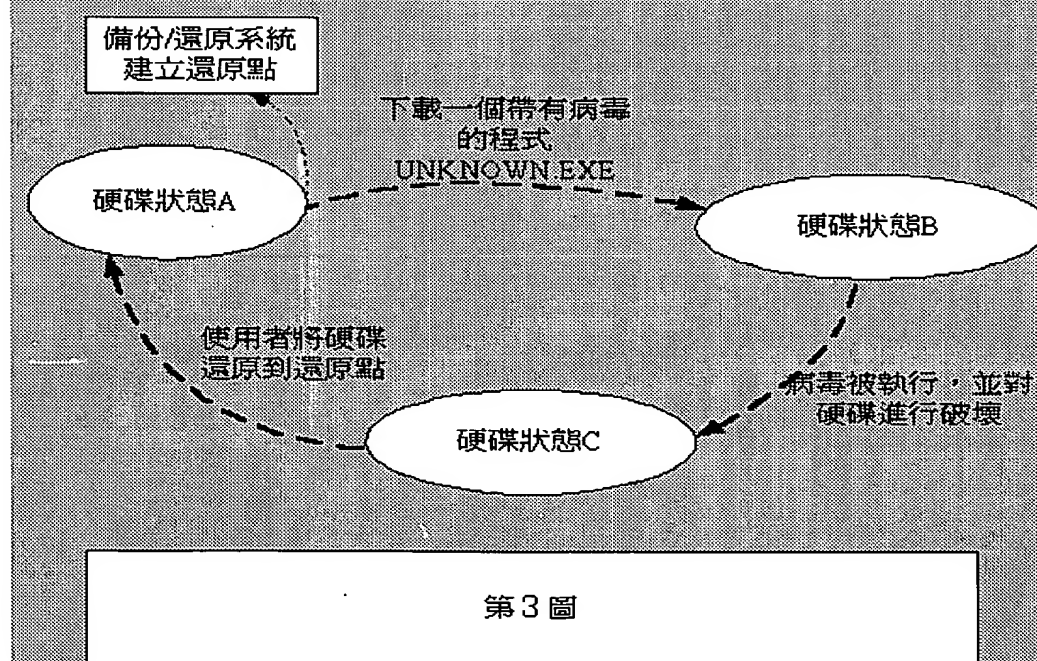 備份/還原系統
建立還原點
下載一個帶有病毒
的程式
UNKNOWN.EXE
硬碟狀態A
硬碟狀態B
使用者將硬碟
還原到還原點
病毒被執行，並對
硬碟進行破壞
硬碟狀態C
第3圖